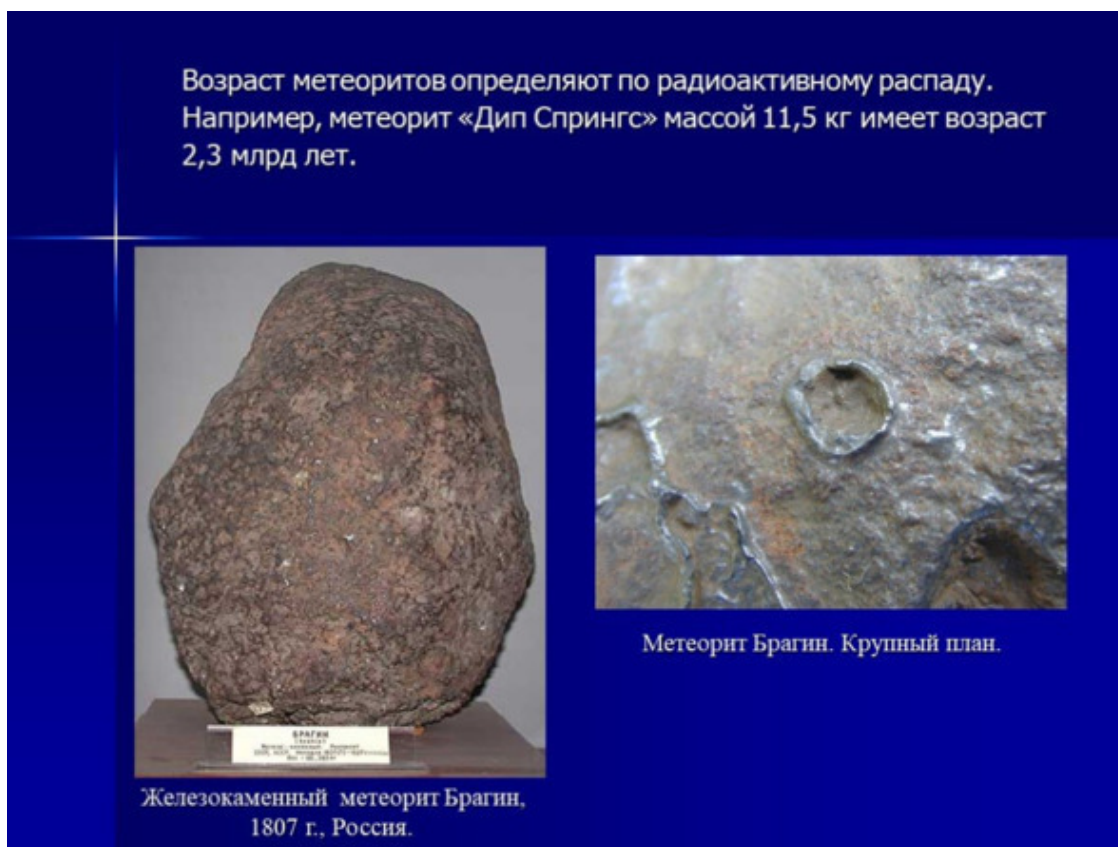 Возраст метеоритов определяют по радиоактивному распаду.
Например, метеорит «Дип Спрингс» массой 11,5 кг имеет возраст
2,3 млрд лет.
БРАГИН
Метеорит Брагин. Крупный план.
Железокаменный метеорит Брагин,
1807 г., Россия.